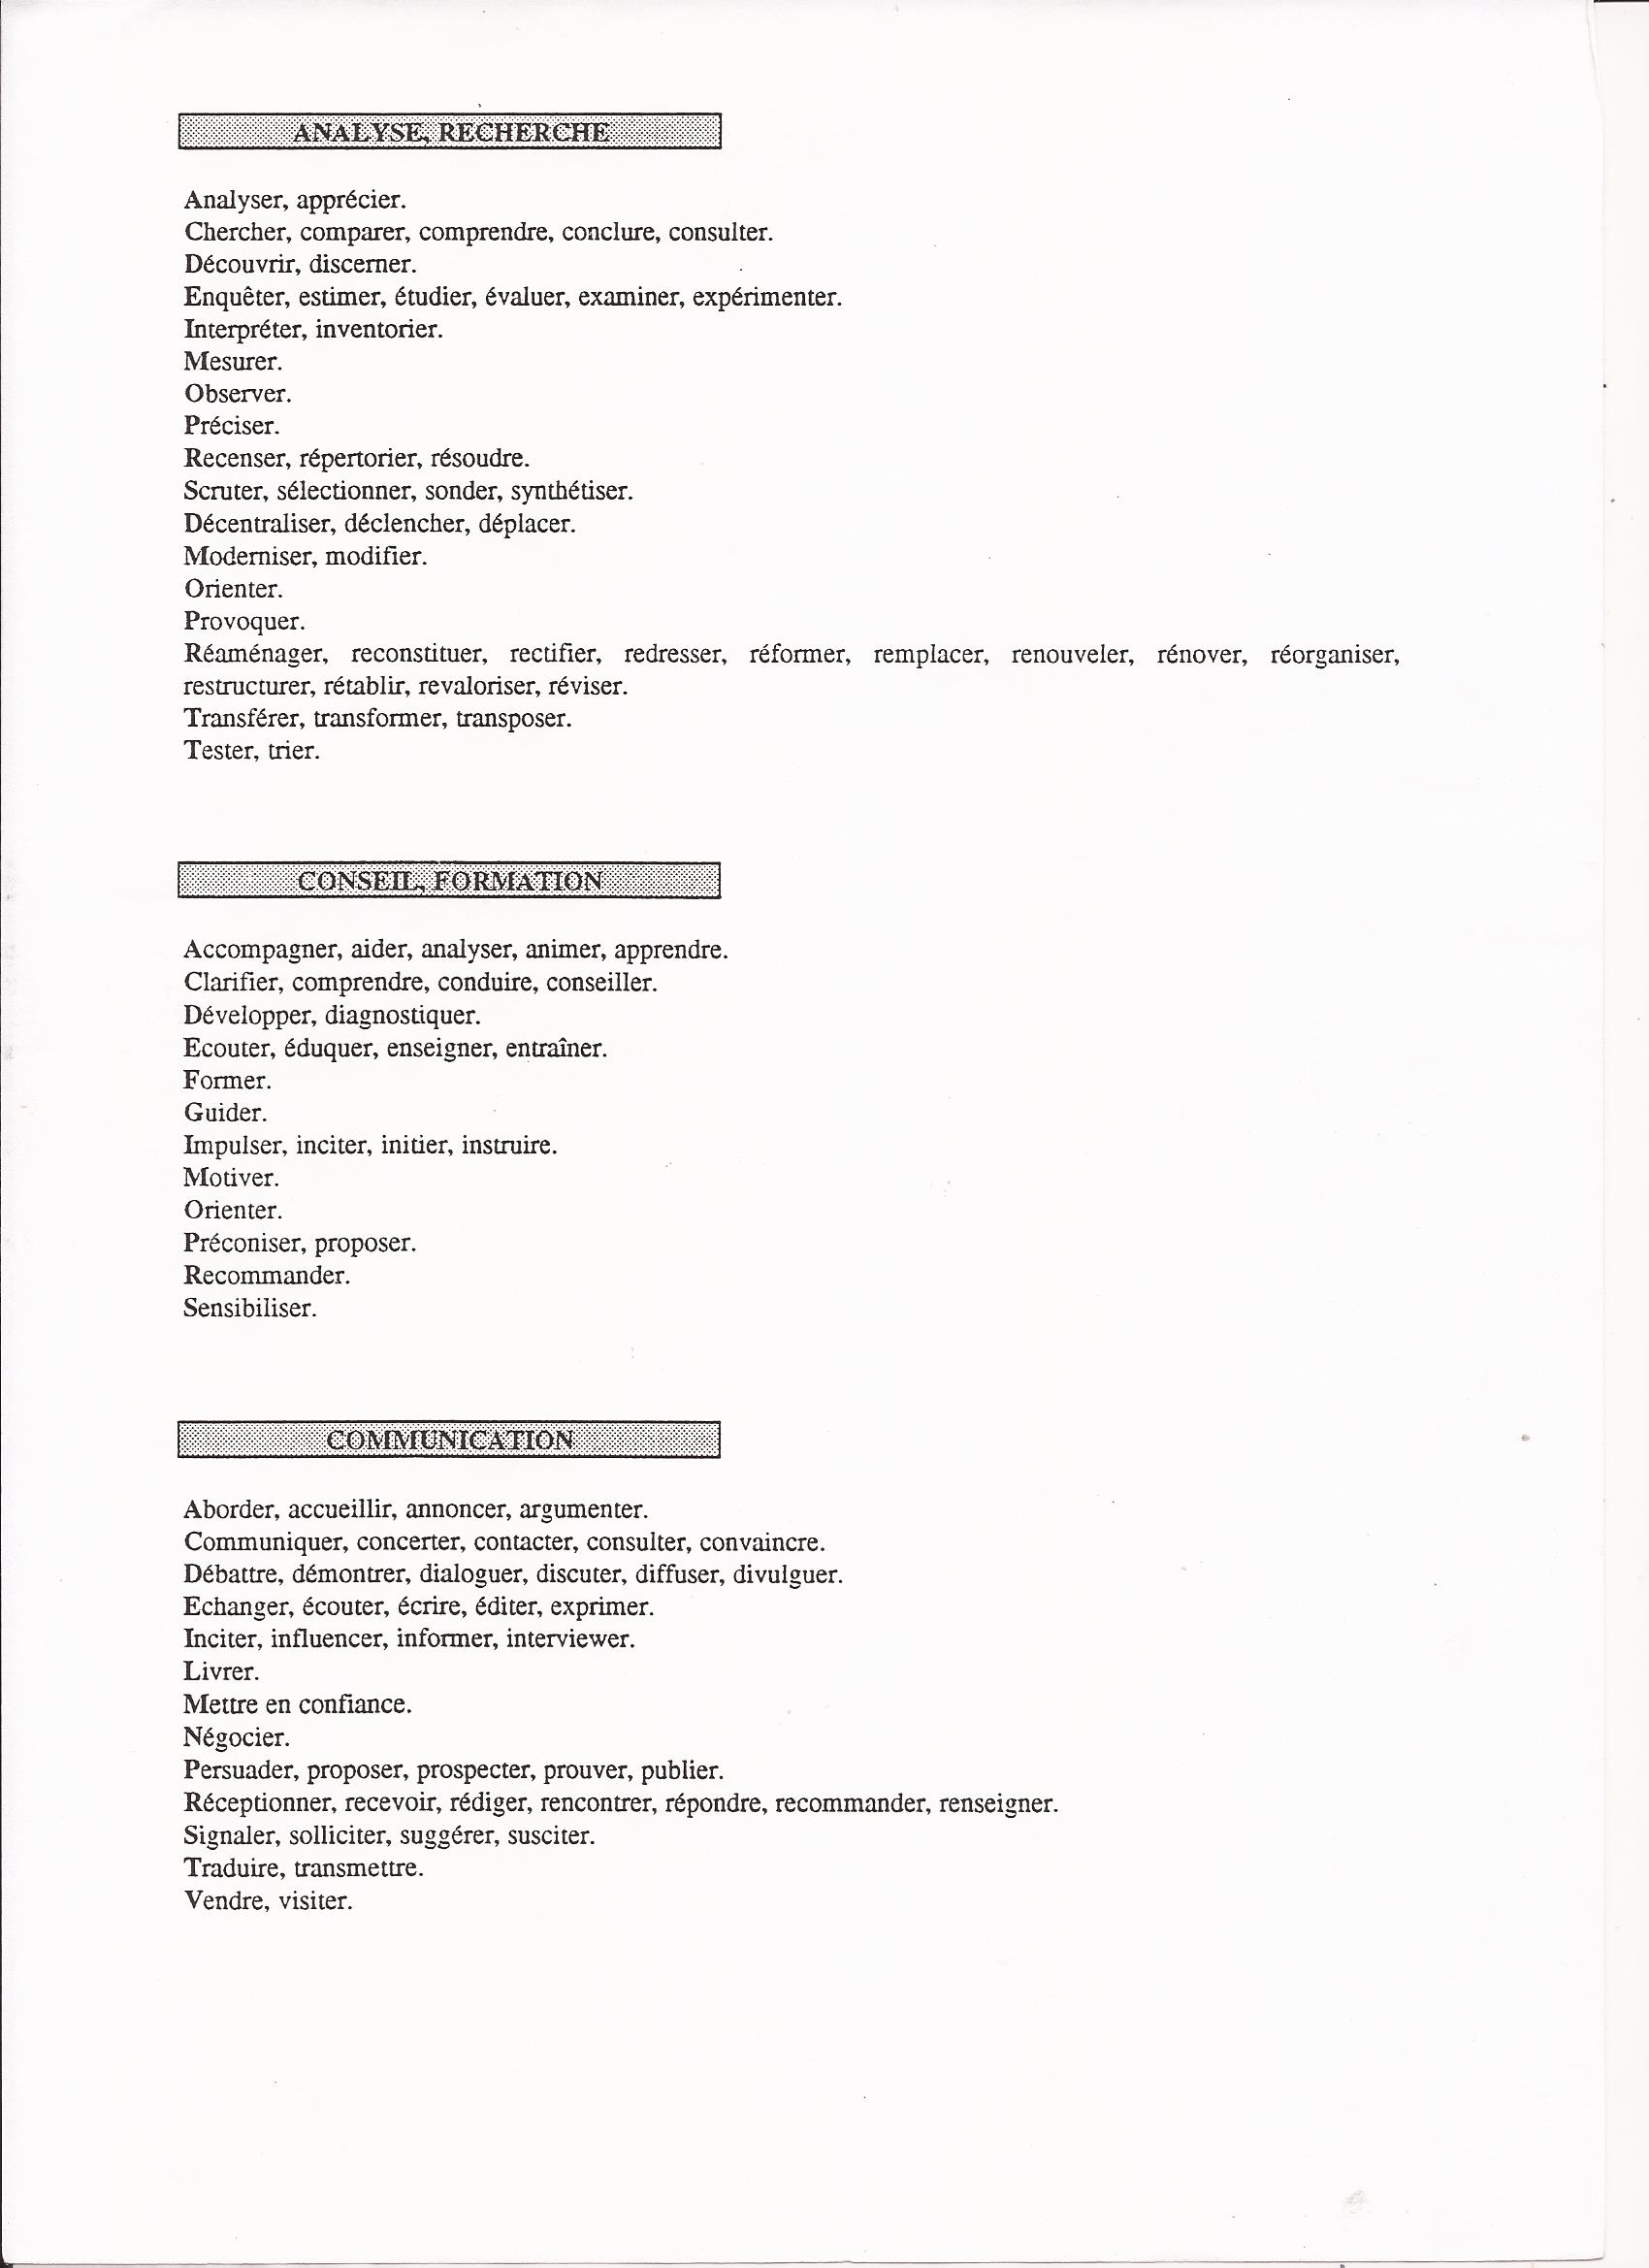 ANALYSE, RECHERCHE
Analyser, apprécier.
Chercher, comparer, comprendre, conclure, consulter.
Découvrir, discerner.
Enquêter, estimer, étudier, évaluer, examiner, expérimenter.
Interpréter, inventorier.
Mesurer.
Observer.
Préciser.
Recenser, répertorier, résoudre.
Scruter, sélectionner, sonder, synthétiser.
Décentraliser, déclencher, déplacer.
Moderniser, modifier.
Orienter.
Provoquer.
Réaménager, reconstituer, rectifier, redresser, réformer, remplacer, renouveler, rénover, réorganiser,
restructurer, rétablir, revaloriser, réviser.
Transférer, transformer, transposer.
Tester, trier.
CONSEIL, FORMATION
Accompagner, aider, analyser, animer, apprendre.
Clarifier, comprendre, conduire, conseiller.
Développer, diagnostiquer.
Ecouter, éduquer, enseigner, entraîner.
Former.
Guider.
Impulser, inciter, initier, instruire.
Motiver.
Orienter.
Préconiser, proposer.
Recommander.
Sensibiliser.
COMMUNICATION
Aborder, accueillir, annoncer, argumenter.
Communiquer, concerter, contacter, consulter, convaincre.
Débattre, démontrer, dialoguer, discuter, diffuser, divulguer.
Echanger, écouter, écrire, éditer, exprimer.
Inciter, influencer, informer, interviewer.
Livrer.
Mettre en confiance.
Négocier.
Persuader, proposer, prospecter, prouver, publier.
Réceptionner, recevoir, rédiger, rencontrer, répondre, recommander, renseigner.
Signaler, solliciter, suggérer, susciter.
Traduire, transmettre.
Vendre, visiter.